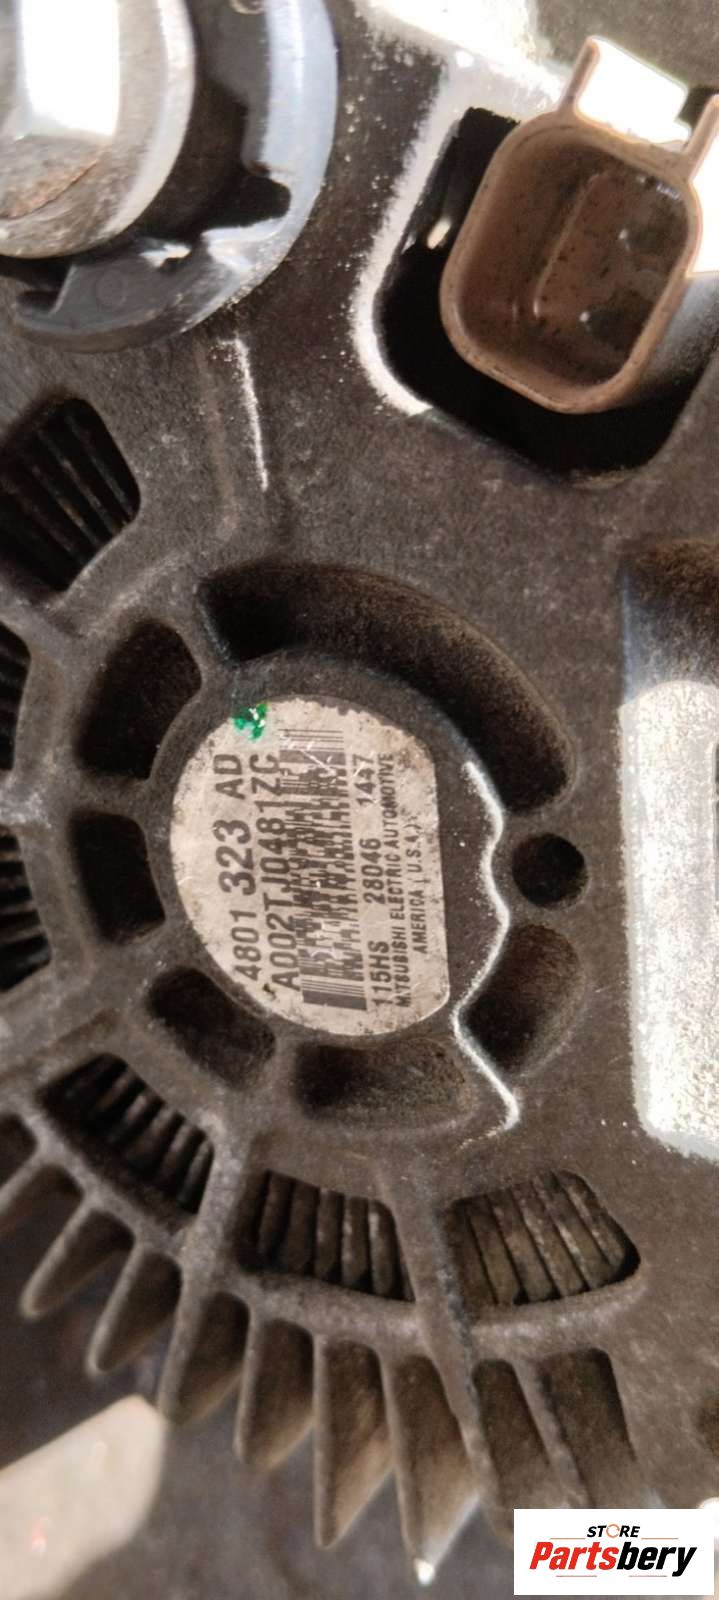 4801 323 AD
A002TJ0481ZC
115HS 28046 1447
MITSUBISHI ELECTRIC AUTOMOTIVE
AMERICA (U.S.A.)
STORE
Partsbery